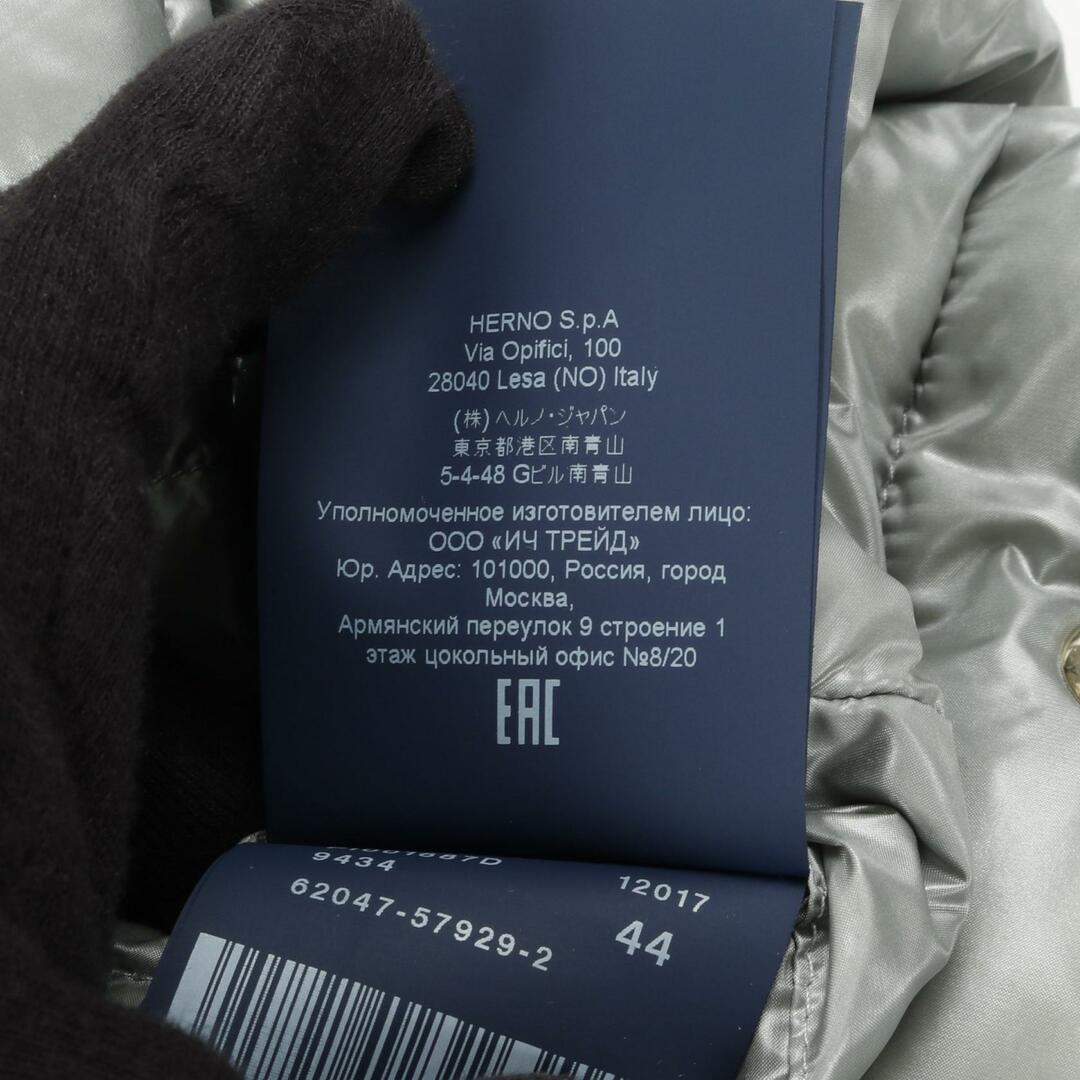 HERNO S.p.A
Via Opifici, 100
28040 Lesa (NO) Italy
(株)ヘルノ・ジャパン
東京都港区南青山
5-4-48 Gビル南青山
Уполномоченное изготовителем лицо:
ООО «ИЧ ТРЕЙД»
Юр. Адрес: 101000, Россия, город
Москва,
Армянский переулок 9 строение 1
этаж цокольный офис №8/20
EAC
9434
12017
62047-57929-2
44